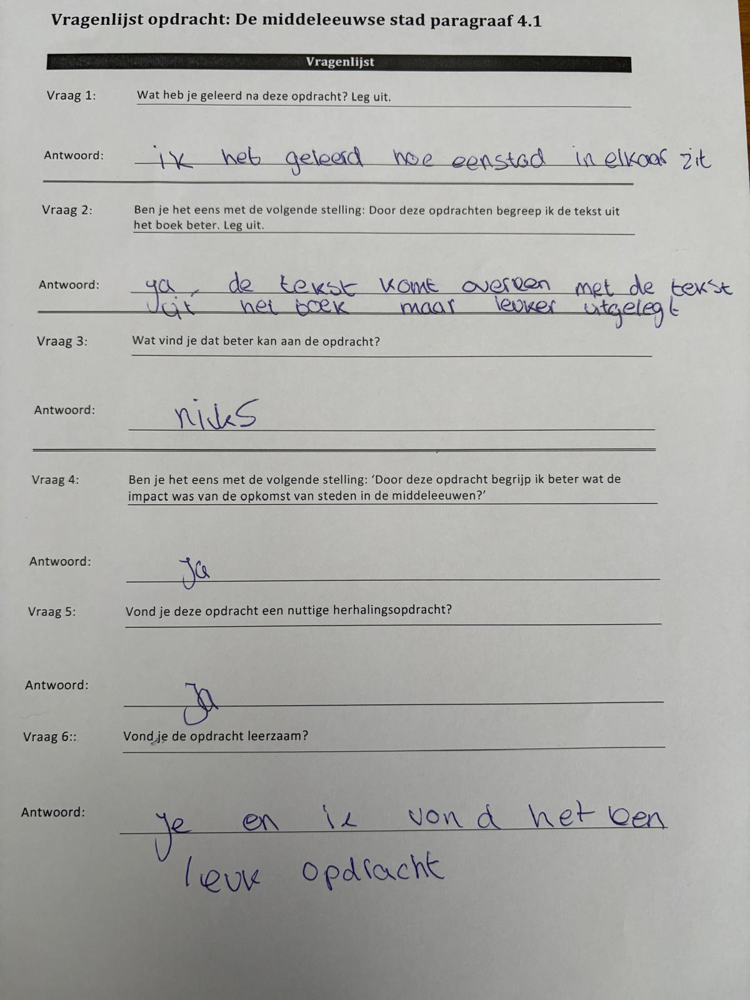 Vragenlijst opdracht: De middeleeuwse stad paragraaf 4.1
Vragenlijst
Vraag 1: Wat heb je geleerd na deze opdracht? Leg uit.
Antwoord: ik heb geleerd hoe een stad in elkaar zit
Vraag 2: Ben je het eens met de volgende stelling: Door deze opdrachten begreep ik de tekst uit
het boek beter. Leg uit.
Antwoord: ya, de tekst komt overeen met de tekst
uit het boek maar leuker uitgelegt
Vraag 3: Wat vind je dat beter kan aan de opdracht?
Antwoord: nicks
Vraag 4: Ben je het eens met de volgende stelling: ‘Door deze opdracht begrijp ik beter wat de
impact was van de opkomst van steden in de middeleeuwen?’
Antwoord: Ja
Vraag 5: Vond je deze opdracht een nuttige herhalingsopdracht?
Antwoord: Ja
Vraag 6:: Vond je de opdracht leerzaam?
Antwoord: ye en ik vond het een
leuk opdracht